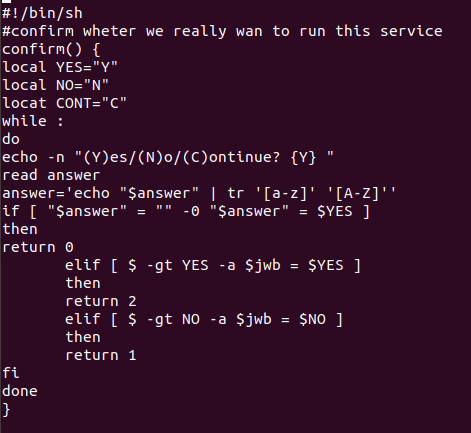 #!/bin/sh
#confirm wheter we really wan to run this service
confirm() {
local YES="Y"
local NO="N"
locat CONT="C"
while :
do
echo -n "(Y)es/(N)o/(C)ontinue? {Y} "
read answer
answer='echo "$answer" | tr '[a-z]' '[A-Z]''
if [ "$answer" = "" -0 "$answer" = $YES ]
then
return 0
elif [ $ -gt YES -a $jwb = $YES ]
then
return 2
elif [ $ -gt NO -a $jwb = $NO ]
then
return 1
fi
done
}